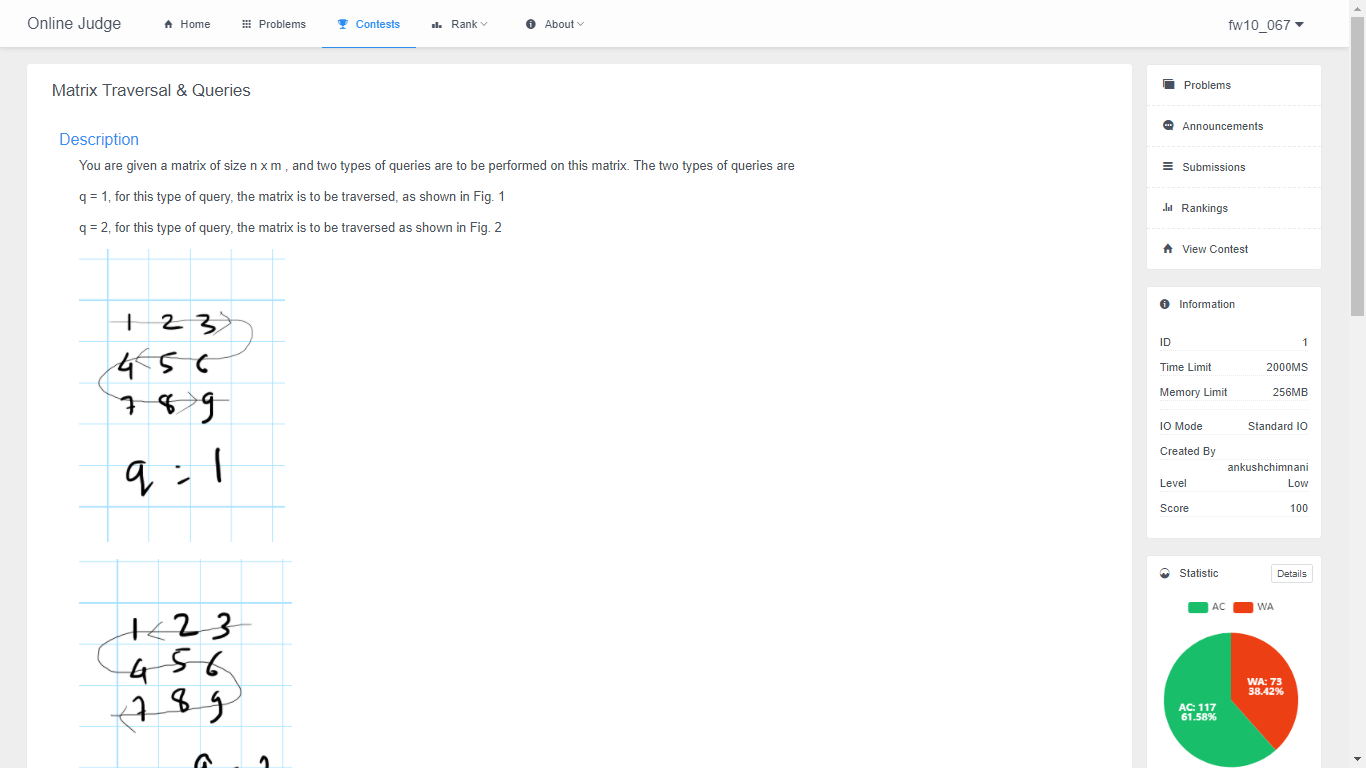 Online Judge Home Problems Contests Rank About fw10_067
Matrix Traversal & Queries
Description
You are given a matrix of size n x m , and two types of queries are to be performed on this matrix. The two types of queries are
q = 1, for this type of query, the matrix is to be traversed, as shown in Fig. 1
q = 2, for this type of query, the matrix is to be traversed as shown in Fig. 2
1 2 3
4 5 6
7 8 9
q = 1
1 2 3
4 5 6
7 8 9
Problems
Announcements
Submissions
Rankings
View Contest
Information
ID 1
Time Limit 2000MS
Memory Limit 256MB
IO Mode Standard IO
Created By
ankushchimnani
Level Low
Score 100
Statistic Details
AC WA
WA: 73
38.42%
AC: 117
61.58%